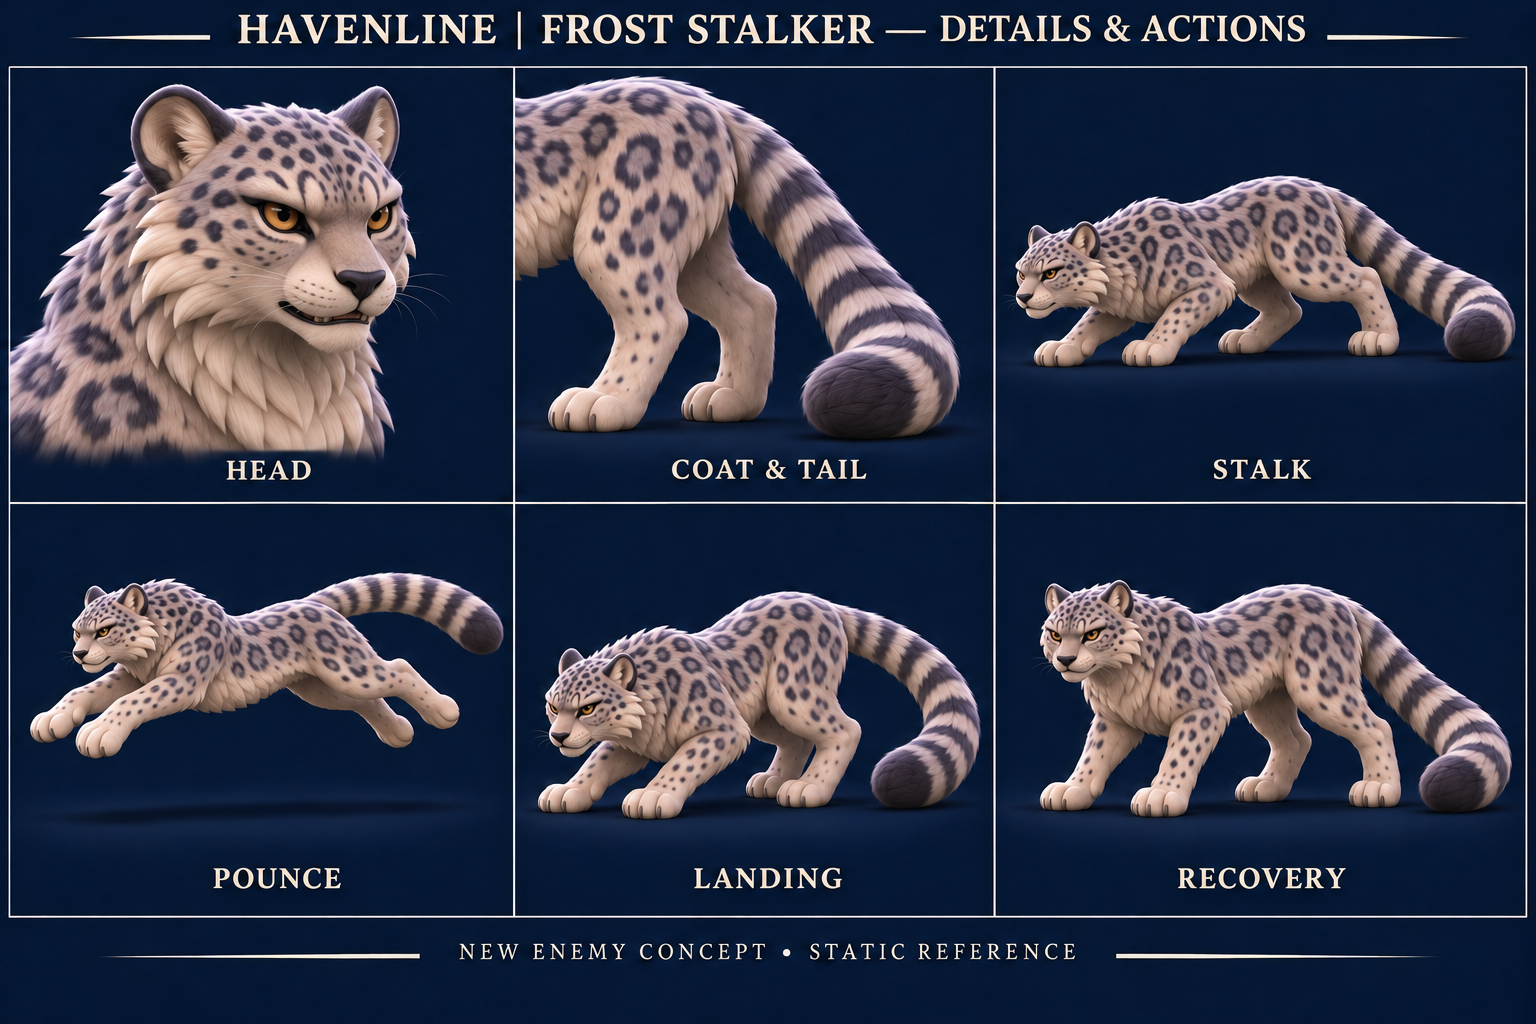 HAVENLINE | FROST STALKER — DETAILS & ACTIONS
HEAD
COAT & TAIL
STALK
POUNCE
LANDING
RECOVERY
NEW ENEMY CONCEPT • STATIC REFERENCE